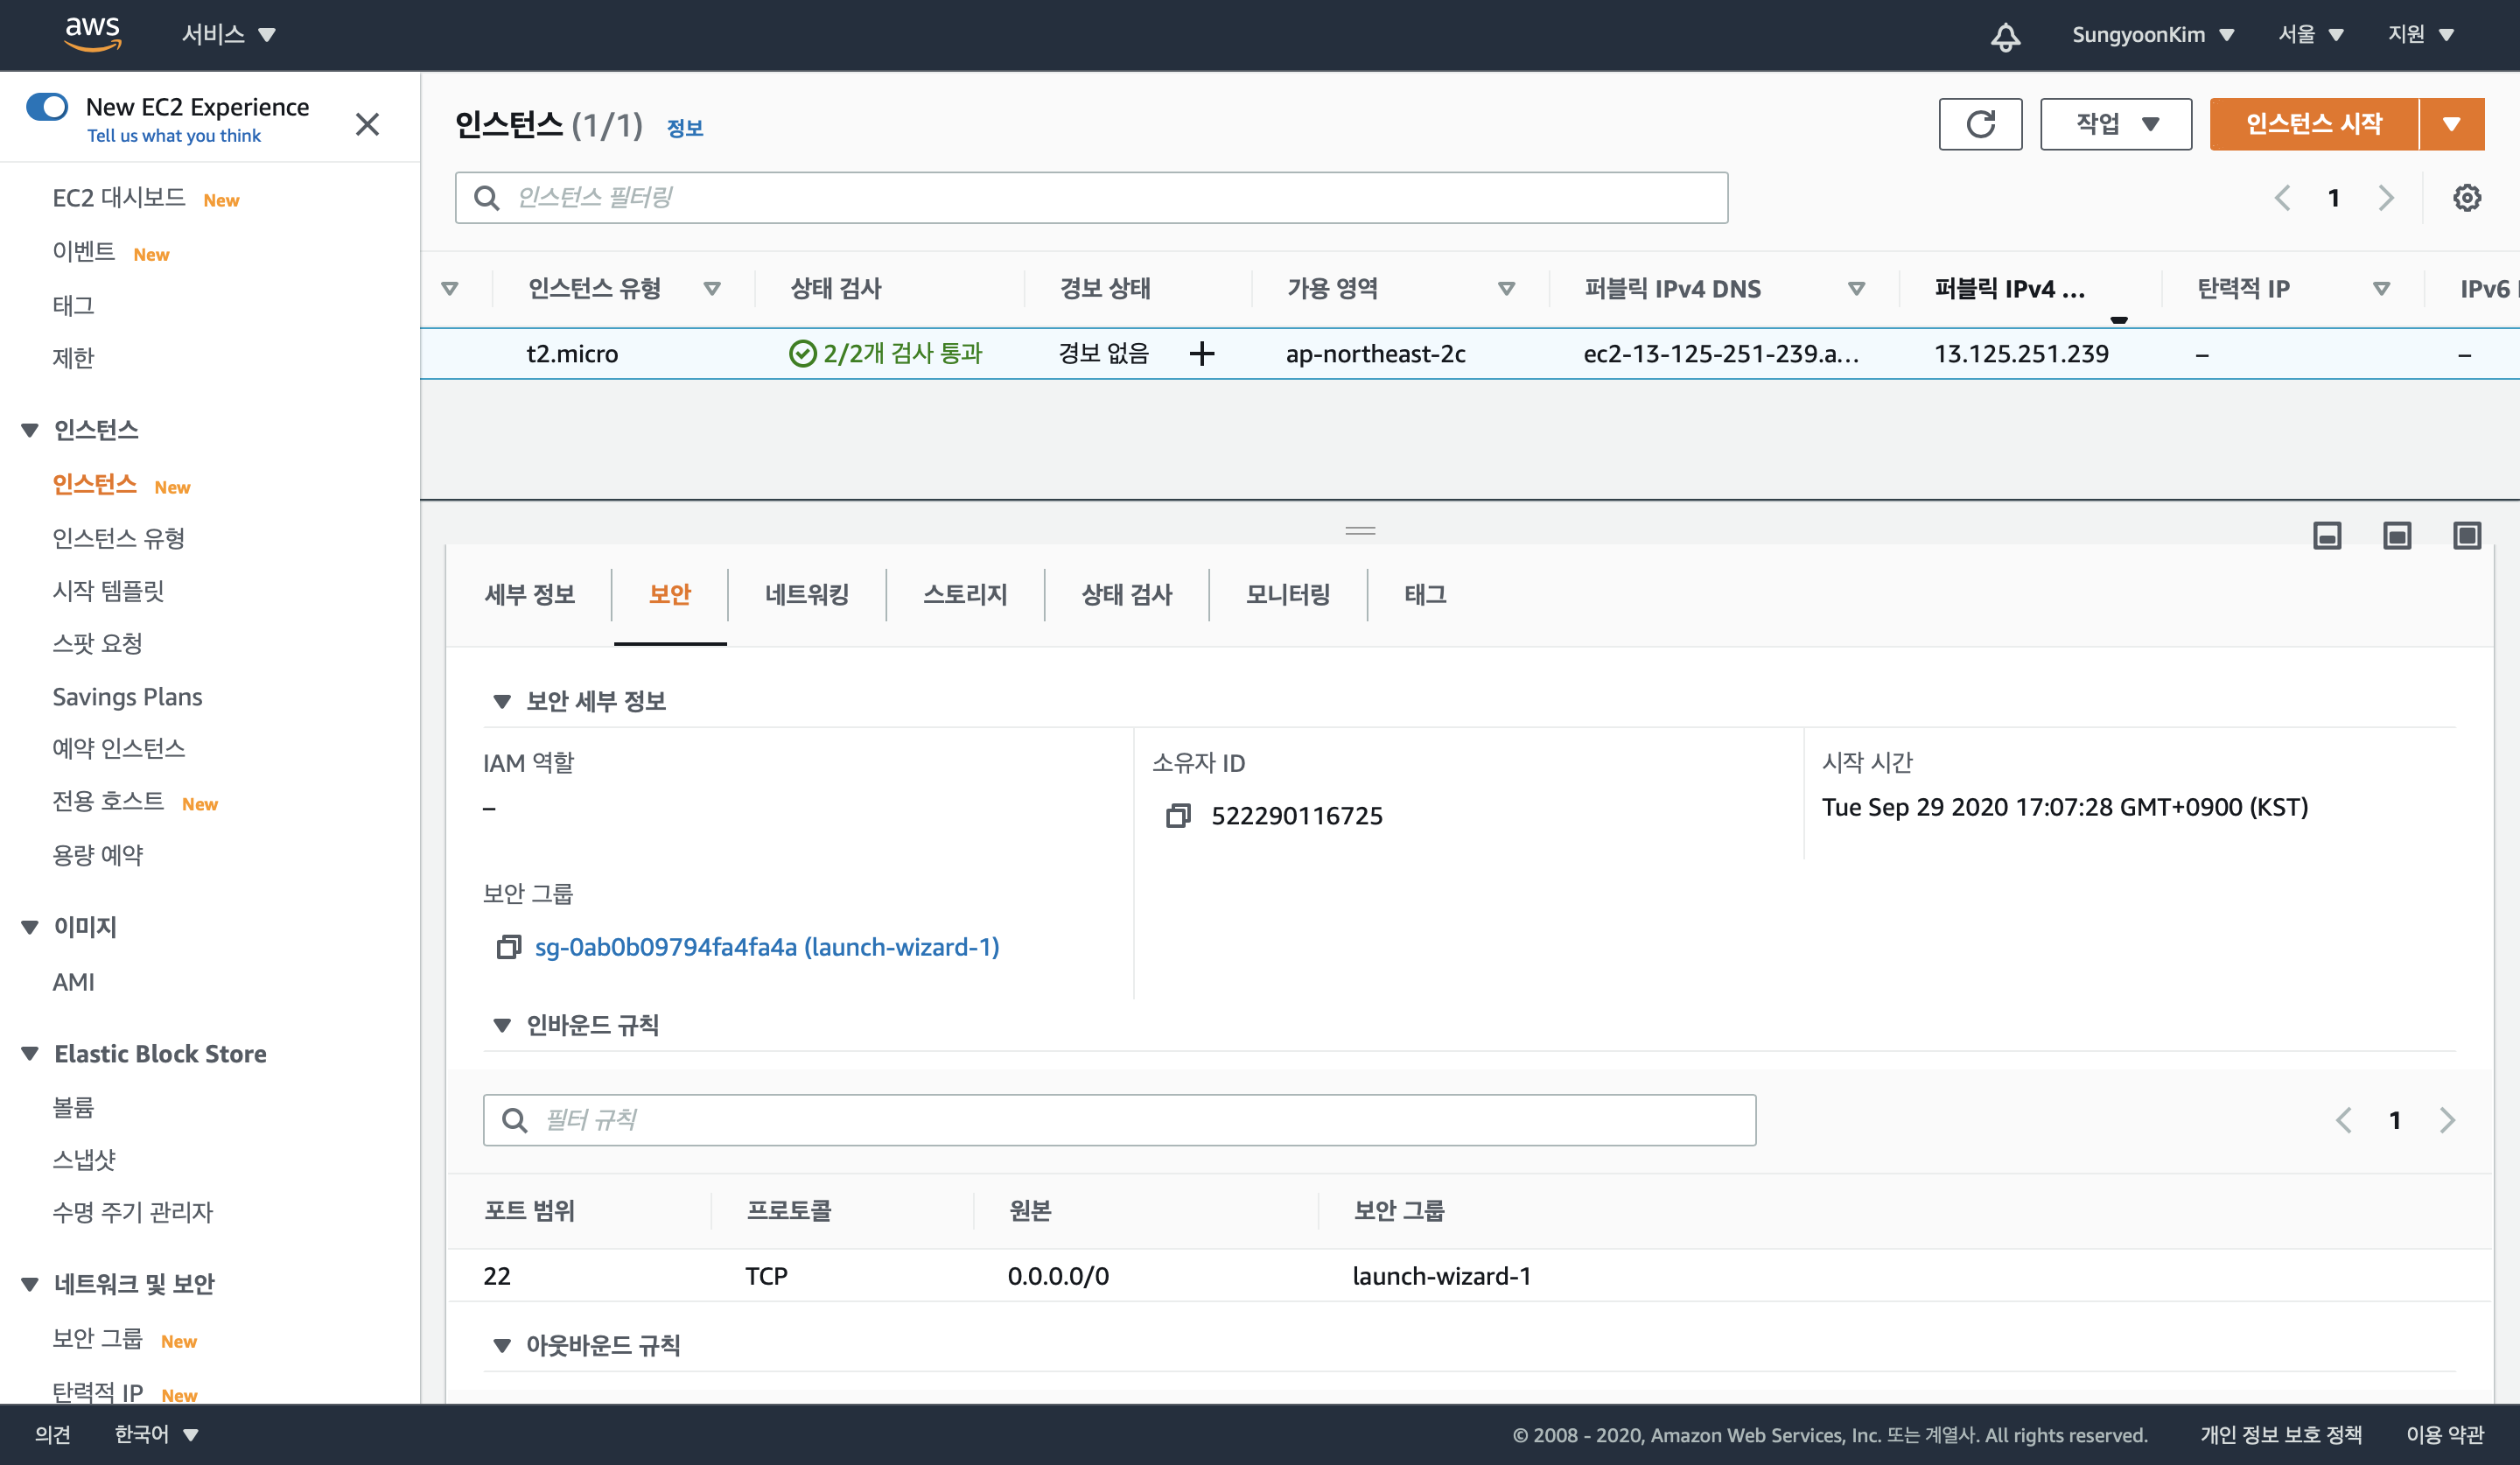 aws 서비스 SungyoonKim 서울 지원
New EC2 Experience
Tell us what you think
EC2 대시보드 New
이벤트 New
태그
제한
인스턴스
인스턴스 New
인스턴스 유형
시작 템플릿
스팟 요청
Savings Plans
예약 인스턴스
전용 호스트 New
용량 예약
이미지
AMI
Elastic Block Store
볼륨
스냅샷
수명 주기 관리자
네트워크 및 보안
보안 그룹 New
탄력적 IP New
인스턴스 (1/1) 정보 작업 인스턴스 시작
인스턴스 필터링 1
인스턴스 유형 상태 검사 경보 상태 가용 영역 퍼블릭 IPv4 DNS 퍼블릭 IPv4 ... 탄력적 IP IPv6
t2.micro 2/2개 검사 통과 경보 없음 ap-northeast-2c ec2-13-125-251-239.a... 13.125.251.239 – –
세부 정보 보안 네트워킹 스토리지 상태 검사 모니터링 태그
보안 세부 정보
IAM 역할 소유자 ID 시작 시간
– 522290116725 Tue Sep 29 2020 17:07:28 GMT+0900 (KST)
보안 그룹
sg-0ab0b09794fa4fa4a (launch-wizard-1)
인바운드 규칙
필터 규칙 1
포트 범위 프로토콜 원본 보안 그룹
22 TCP 0.0.0.0/0 launch-wizard-1
아웃바운드 규칙
의견 한국어 © 2008 - 2020, Amazon Web Services, Inc. 또는 계열사. All rights reserved. 개인 정보 보호 정책 이용 약관